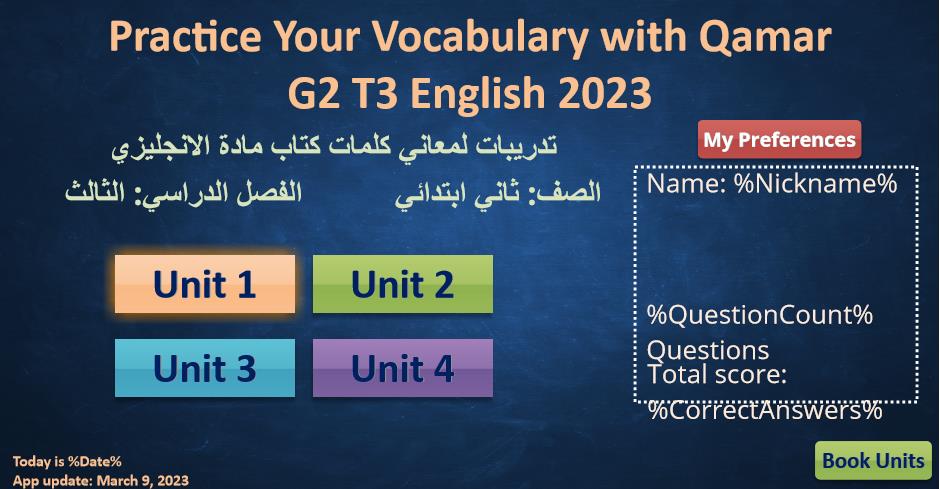 Practice Your Vocabulary with Qamar
G2 T3 English 2023
تدريبات لمعاني كلمات كتاب مادة الانجليزي
الصف: ثاني ابتدائي
الفصل الدراسي: الثالث
My Preferences
Name: %Nickname%
%QuestionCount%
Questions
Total score:
%CorrectAnswers%
Unit 1
Unit 2
Unit 3
Unit 4
Today is %Date%
App update: March 9, 2023
Book Units